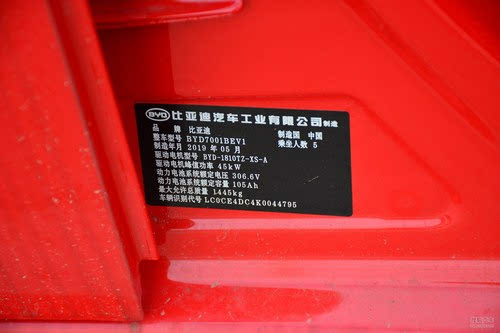 BYD 比亚迪汽车工业有限公司 制造
品 牌 比亚迪 制造国 中国
整车型号 BYD7001BEV1 乘坐人数 5
制造年月 2019 年 05 月
驱动电机型号 BYD-1810TZ-XS-A
驱动电机峰值功率 45kW
动力电池系统额定电压 306.6V
动力电池系统额定容量 105Ah
最大允许总质量 1445kg
车辆识别代号 LC0CE4DC4K0044795